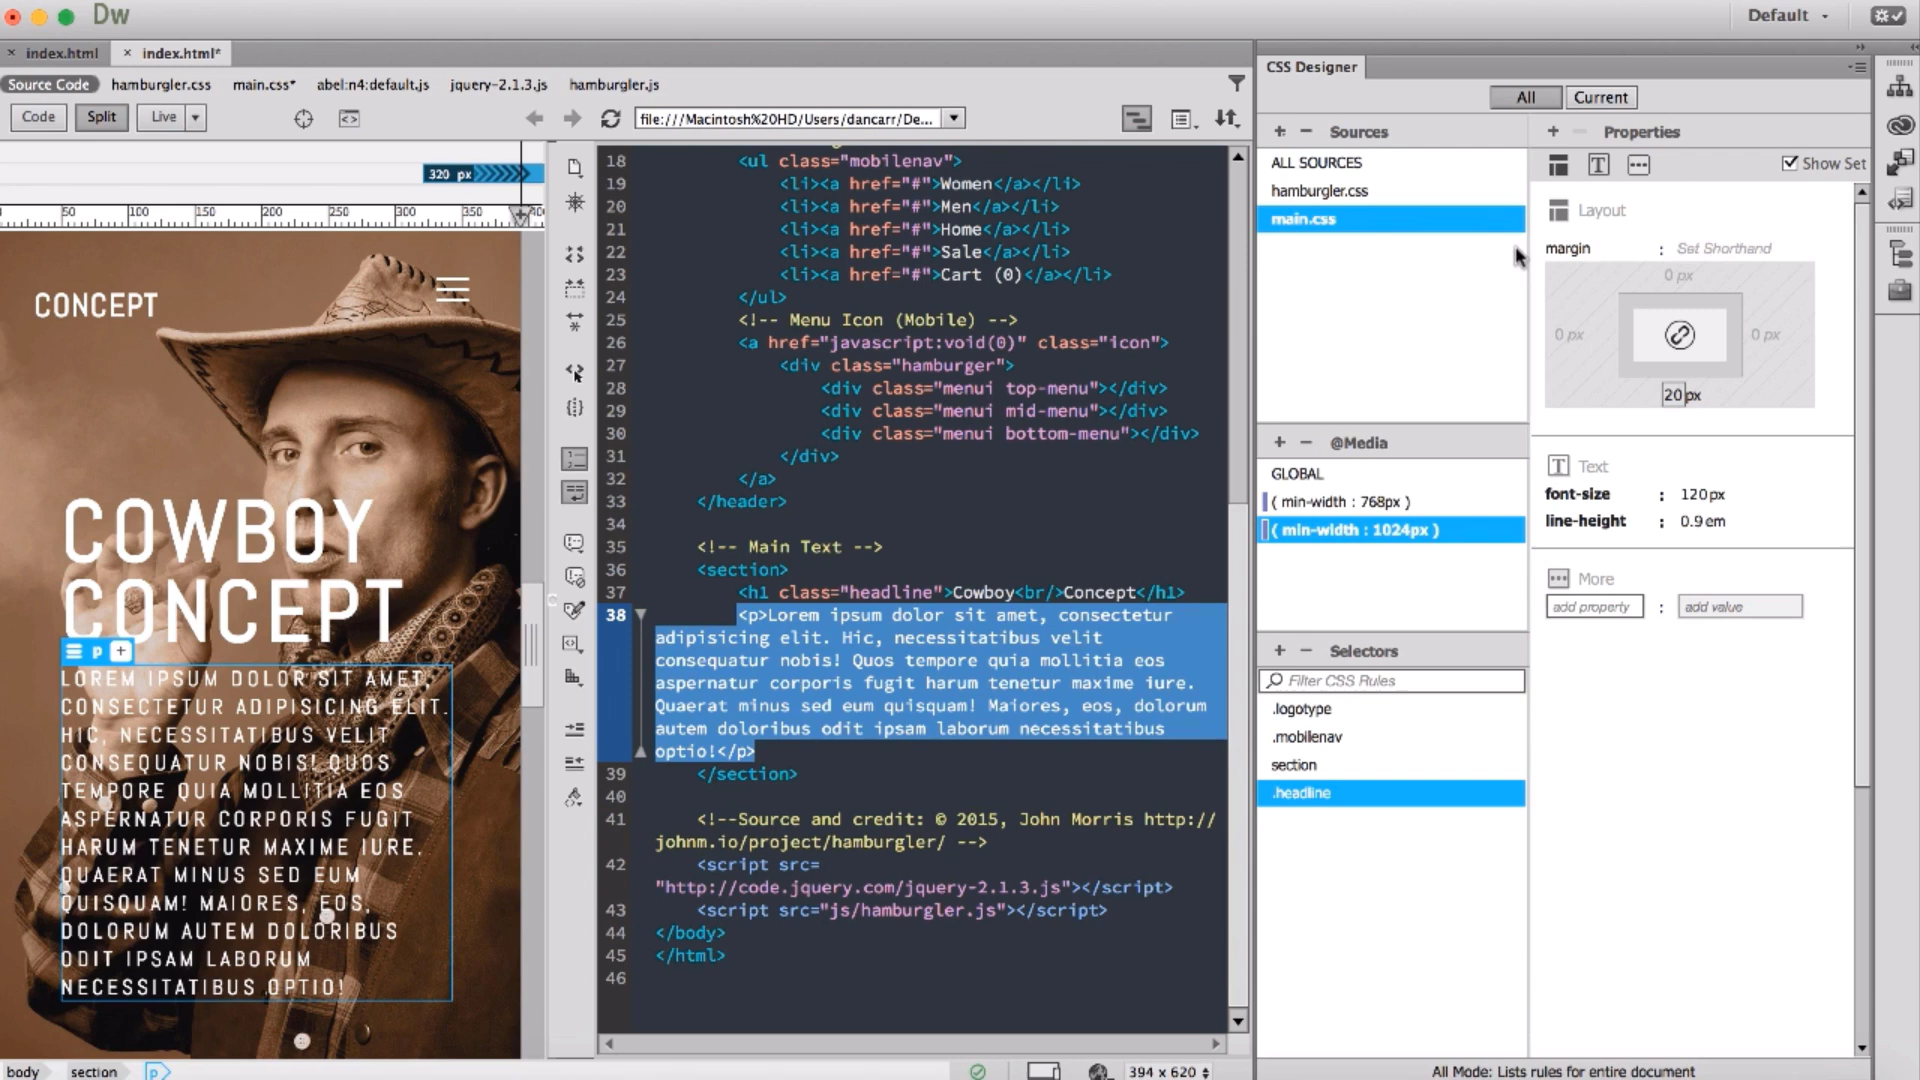 Dw
Default
index.html
index.html*
Source Code hamburgler.css main.css* abel:n4:default.js jquery-2.1.3.js hamburgler.js
Code Split Live
file:///Macintosh%20HD/Users/dancarr/De...
320 px
50 100 150 200 250 300 350
CONCEPT
COWBOY
CONCEPT
p +
LOREM IPSUM DOLOR SIT AMET,
CONSECTETUR ADIPISICING ELIT.
HIC, NECESSITATIBUS VELIT
CONSEQUATUR NOBIS! QUOS
TEMPORE QUIA MOLLITIA EOS
ASPERNATUR CORPORIS FUGIT
HARUM TENETUR MAXIME IURE.
QUAERAT MINUS SED EUM
QUISQUAM! MAIORES, EOS,
DOLORUM AUTEM DOLORIBUS
ODIT IPSAM LABORUM
NECESSITATIBUS OPTIO!
18 <ul class="mobilenav">
19 <li><a href="#">Women</a></li>
20 <li><a href="#">Men</a></li>
21 <li><a href="#">Home</a></li>
22 <li><a href="#">Sale</a></li>
23 <li><a href="#">Cart (0)</a></li>
24 </ul>
25 <!-- Menu Icon (Mobile) -->
26 <a href="javascript:void(0)" class="icon">
27 <div class="hamburger">
28 <div class="menui top-menu"></div>
29 <div class="menui mid-menu"></div>
30 <div class="menui bottom-menu"></div>
31 </div>
32 </a>
33 </header>
34
35 <!-- Main Text -->
36 <section>
37 <h1 class="headline">Cowboy<br/>Concept</h1>
38 <p>Lorem ipsum dolor sit amet, consectetur
adipisicing elit. Hic, necessitatibus velit
consequatur nobis! Quos tempore quia mollitia eos
aspernatur corporis fugit harum tenetur maxime iure.
Quaerat minus sed eum quisquam! Maiores, eos, dolorum
autem doloribus odit ipsam laborum necessitatibus
optio!</p>
39 </section>
40
41 <!--Source and credit: © 2015, John Morris http://
johnm.io/project/hamburgler/ -->
42 <script src=
"http://code.jquery.com/jquery-2.1.3.js"></script>
43 <script src="js/hamburgler.js"></script>
44 </body>
45 </html>
46
body section p
394 x 620
CSS Designer
All Current
+ − Sources
ALL SOURCES
hamburgler.css
main.css
+ − @Media
GLOBAL
( min-width : 768px )
( min-width : 1024px )
+ − Selectors
Filter CSS Rules
.logotype
.mobilenav
section
.headline
+ − Properties
T Show Set
Layout
margin : Set Shorthand
0 px
0 px 0 px
20 px
T Text
font-size : 120px
line-height : 0.9em
More
add property : add value
All Mode: Lists rules for entire document